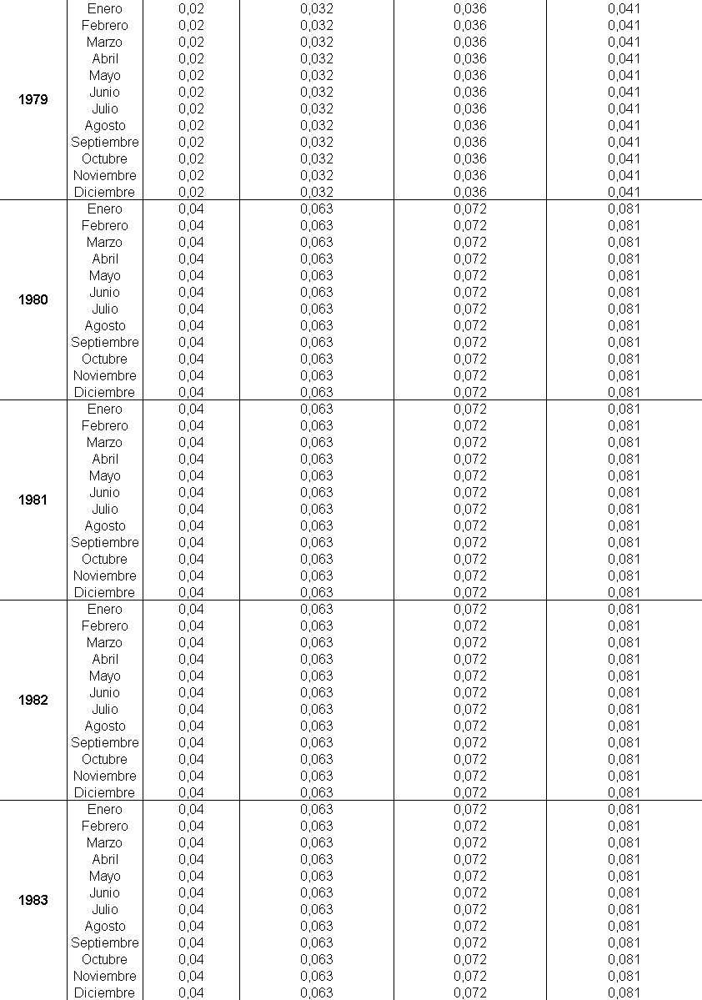 Enero 0,02 0,032 0,036 0,041
Febrero 0,02 0,032 0,036 0,041
Marzo 0,02 0,032 0,036 0,041
Abril 0,02 0,032 0,036 0,041
Mayo 0,02 0,032 0,036 0,041
1979 Junio 0,02 0,032 0,036 0,041
Julio 0,02 0,032 0,036 0,041
Agosto 0,02 0,032 0,036 0,041
Septiembre 0,02 0,032 0,036 0,041
Octubre 0,02 0,032 0,036 0,041
Noviembre 0,02 0,032 0,036 0,041
Diciembre 0,02 0,032 0,036 0,041
Enero 0,04 0,063 0,072 0,081
Febrero 0,04 0,063 0,072 0,081
Marzo 0,04 0,063 0,072 0,081
Abril 0,04 0,063 0,072 0,081
Mayo 0,04 0,063 0,072 0,081
1980 Junio 0,04 0,063 0,072 0,081
Julio 0,04 0,063 0,072 0,081
Agosto 0,04 0,063 0,072 0,081
Septiembre 0,04 0,063 0,072 0,081
Octubre 0,04 0,063 0,072 0,081
Noviembre 0,04 0,063 0,072 0,081
Diciembre 0,04 0,063 0,072 0,081
Enero 0,04 0,063 0,072 0,081
Febrero 0,04 0,063 0,072 0,081
Marzo 0,04 0,063 0,072 0,081
Abril 0,04 0,063 0,072 0,081
Mayo 0,04 0,063 0,072 0,081
1981 Junio 0,04 0,063 0,072 0,081
Julio 0,04 0,063 0,072 0,081
Agosto 0,04 0,063 0,072 0,081
Septiembre 0,04 0,063 0,072 0,081
Octubre 0,04 0,063 0,072 0,081
Noviembre 0,04 0,063 0,072 0,081
Diciembre 0,04 0,063 0,072 0,081
Enero 0,04 0,063 0,072 0,081
Febrero 0,04 0,063 0,072 0,081
Marzo 0,04 0,063 0,072 0,081
Abril 0,04 0,063 0,072 0,081
Mayo 0,04 0,063 0,072 0,081
1982 Junio 0,04 0,063 0,072 0,081
Julio 0,04 0,063 0,072 0,081
Agosto 0,04 0,063 0,072 0,081
Septiembre 0,04 0,063 0,072 0,081
Octubre 0,04 0,063 0,072 0,081
Noviembre 0,04 0,063 0,072 0,081
Diciembre 0,04 0,063 0,072 0,081
Enero 0,04 0,063 0,072 0,081
Febrero 0,04 0,063 0,072 0,081
Marzo 0,04 0,063 0,072 0,081
Abril 0,04 0,063 0,072 0,081
Mayo 0,04 0,063 0,072 0,081
1983 Junio 0,04 0,063 0,072 0,081
Julio 0,04 0,063 0,072 0,081
Agosto 0,04 0,063 0,072 0,081
Septiembre 0,04 0,063 0,072 0,081
Octubre 0,04 0,063 0,072 0,081
Noviembre 0,04 0,063 0,072 0,081
Diciembre 0,04 0,063 0,072 0,081